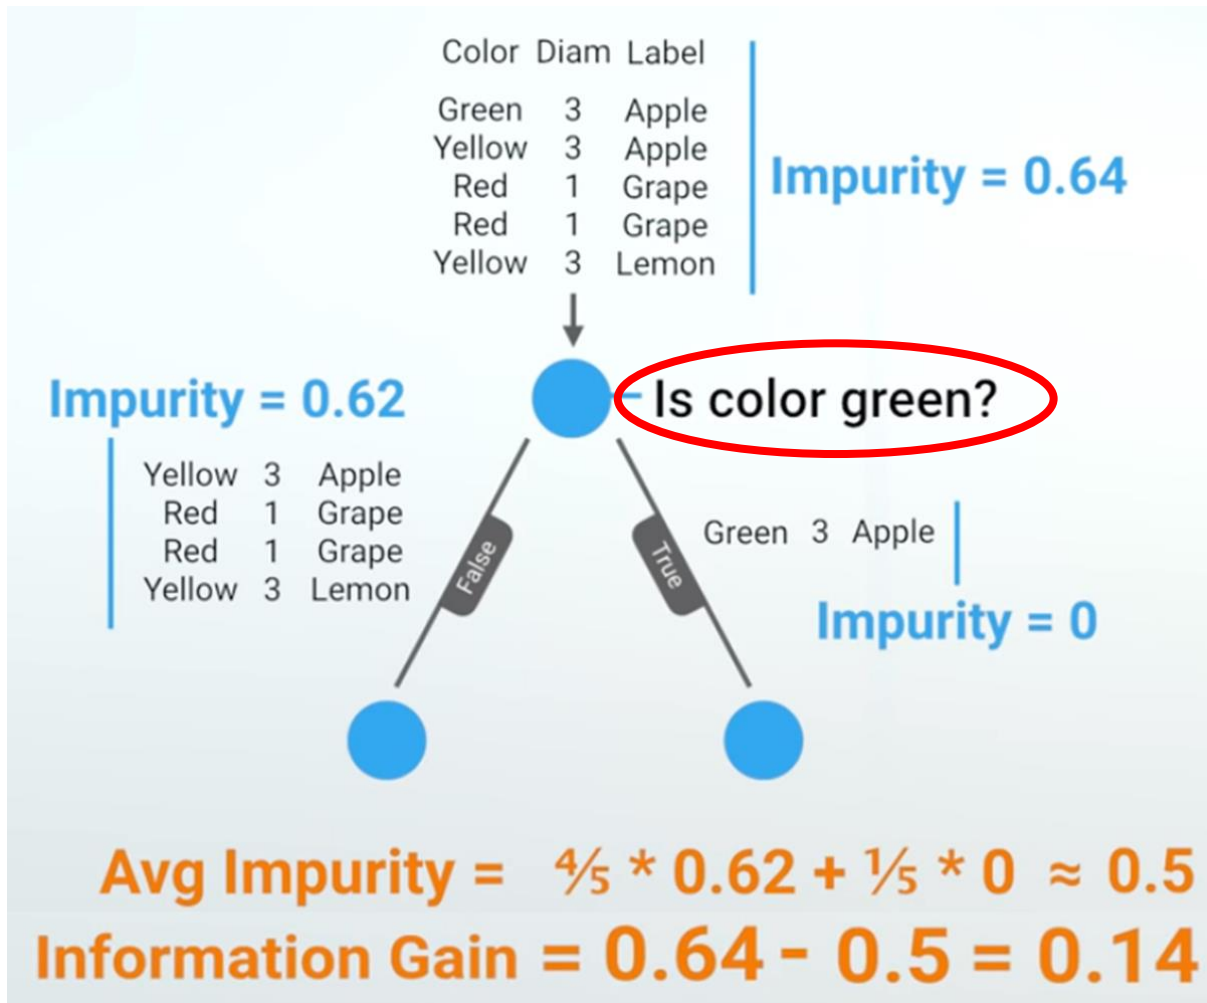 Color Diam Label
Green 3 Apple
Yellow 3 Apple
Red 1 Grape
Red 1 Grape
Yellow 3 Lemon
Impurity = 0.64
Is color green?
Impurity = 0.62
Yellow 3 Apple
Red 1 Grape
Red 1 Grape
Yellow 3 Lemon
False
True
Green 3 Apple
Impurity = 0
Avg Impurity = ⅘ * 0.62 + ⅕ * 0 ≈ 0.5
Information Gain = 0.64 - 0.5 = 0.14